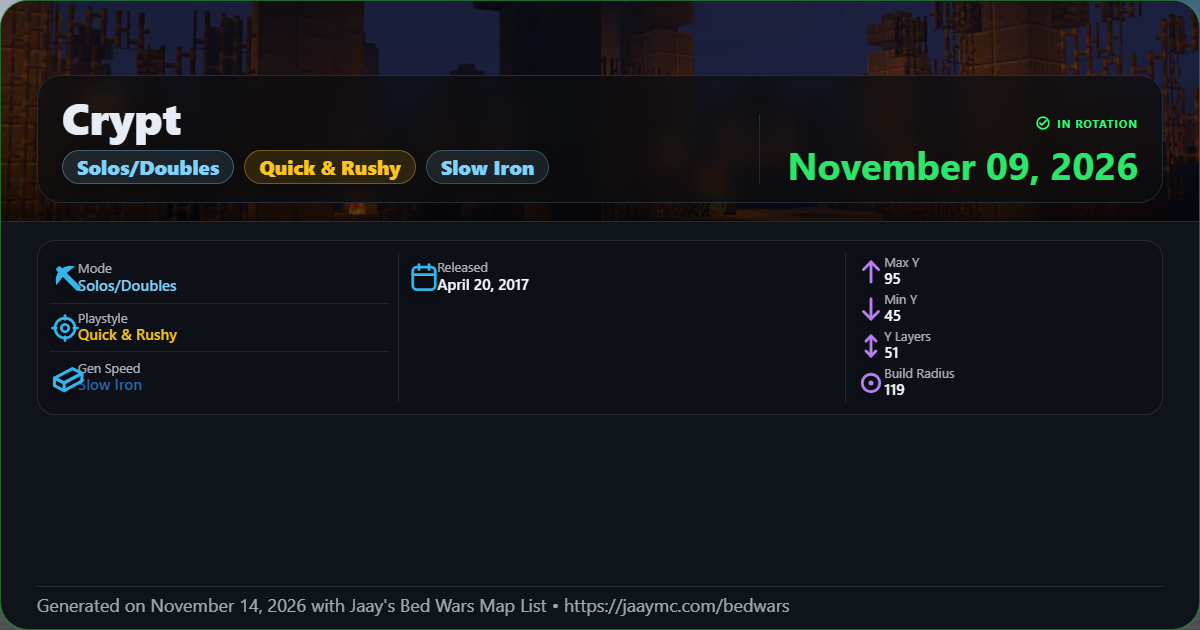 Crypt
IN ROTATION
Solos/Doubles
Quick & Rushy
Slow Iron
November 09, 2026
Mode
Solos/Doubles
Playstyle
Quick & Rushy
Gen Speed
Slow Iron
Released
April 20, 2017
Max Y
95
Min Y
45
Y Layers
51
Build Radius
119
Generated on November 14, 2026 with Jaay's Bed Wars Map List • https://jaaymc.com/bedwars